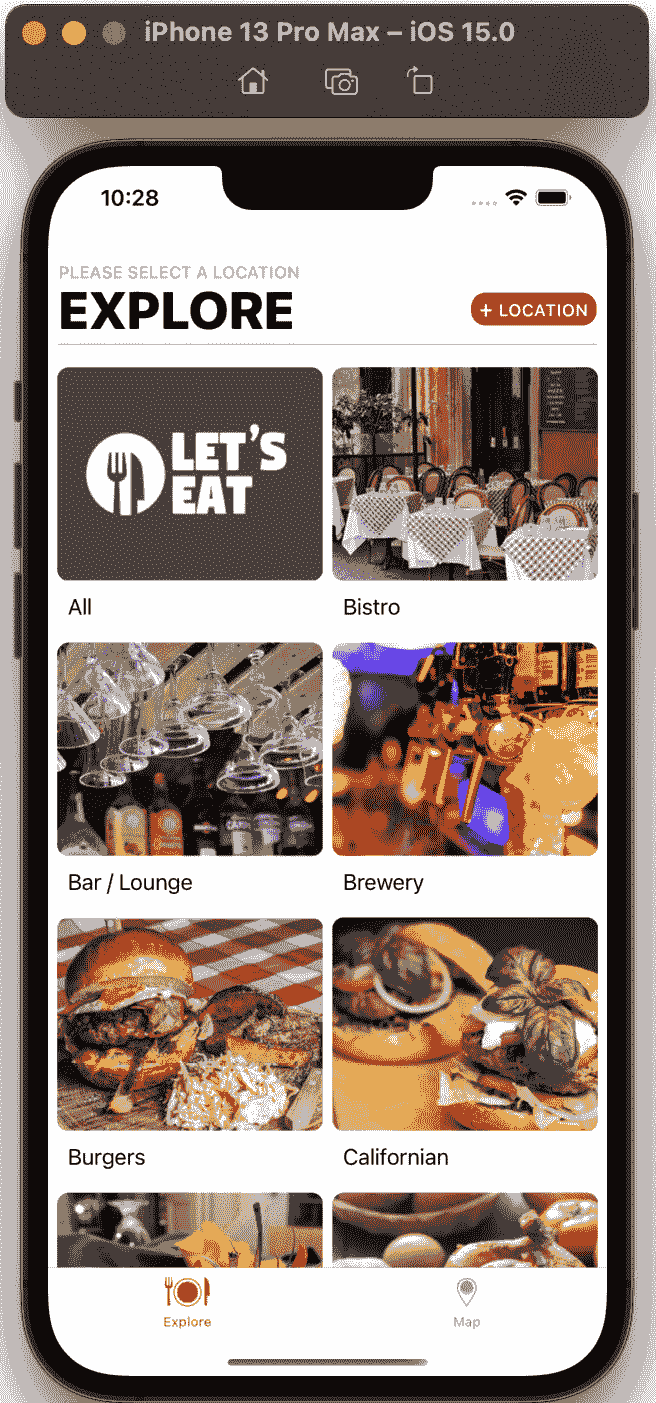 iPhone 13 Pro Max – iOS 15.0
10:28
PLEASE SELECT A LOCATION
EXPLORE
+ LOCATION
LET'S
EAT
All
Bistro
Bar / Lounge
Brewery
Burgers
Californian
Explore
Map